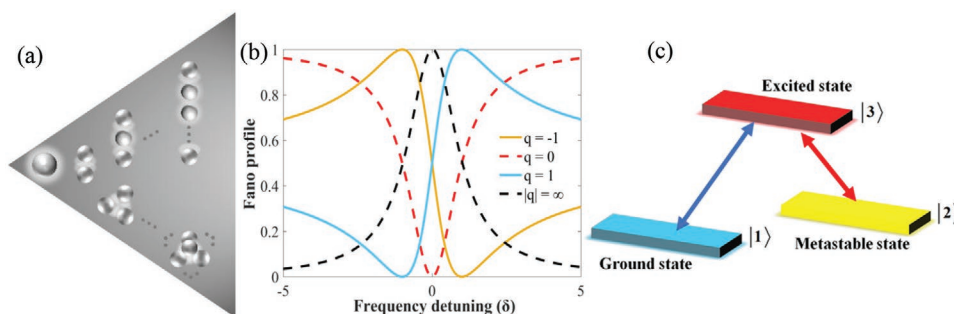 (a)
(b)
Fano profile
1
0.8
0.6
0.4
0.2
0
q = -1
q = 0
q = 1
|q| = ∞
-5
0
5
Frequency detuning (δ)
(c)
Excited state
|3⟩
|2⟩
Metastable state
|1⟩
Ground state